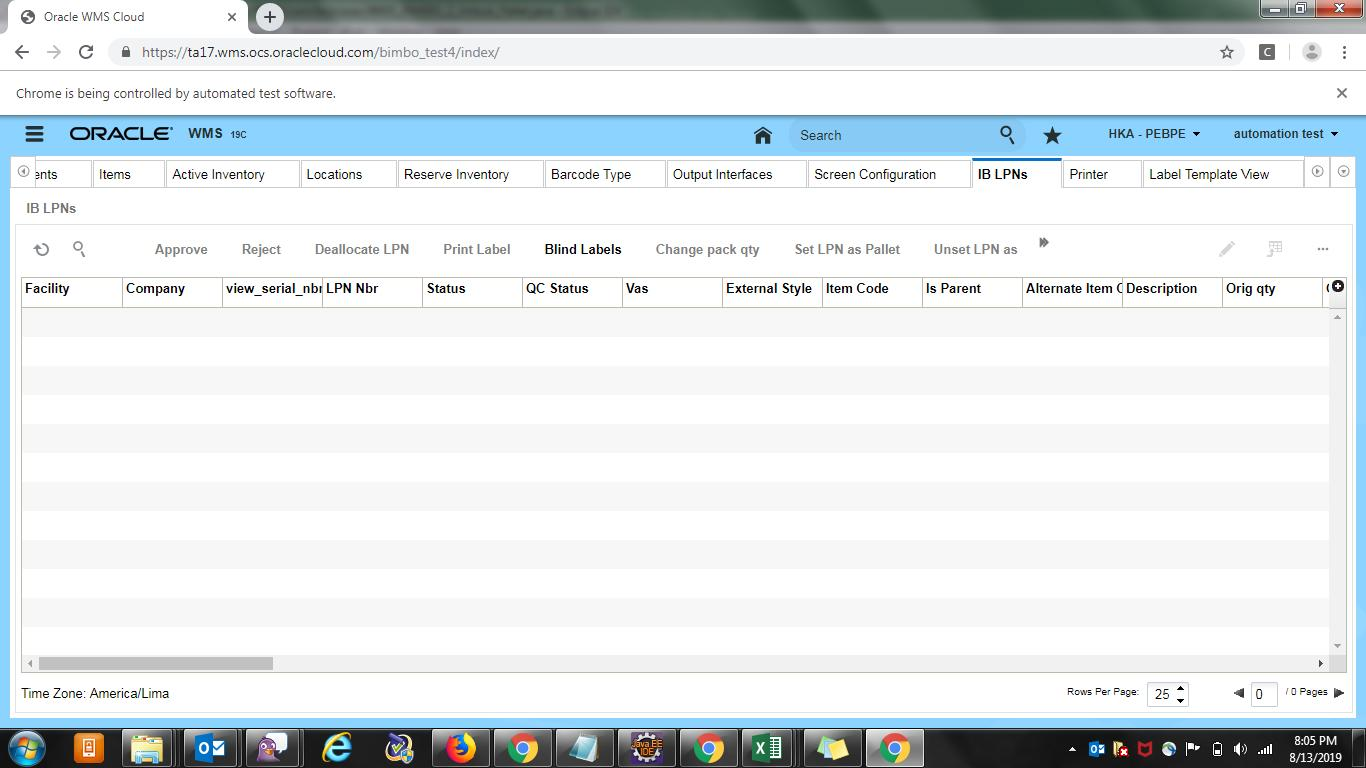 Oracle WMS Cloud
https://ta17.wms.ocs.oraclecloud.com/bimbo_test4/index/
C
Chrome is being controlled by automated test software.
ORACLE WMS 19C Search HKA - PEBPE automation test
ents Items Active Inventory Locations Reserve Inventory Barcode Type Output Interfaces Screen Configuration IB LPNs Printer Label Template View
IB LPNs
Approve Reject Deallocate LPN Print Label Blind Labels Change pack qty Set LPN as Pallet Unset LPN as
Facility Company view_serial_nbr LPN Nbr Status QC Status Vas External Style Item Code Is Parent Alternate Item C Description Orig qty
Time Zone: America/Lima Rows Per Page: 25 0 / 0 Pages
Java EE
IDE
8:05 PM
8/13/2019